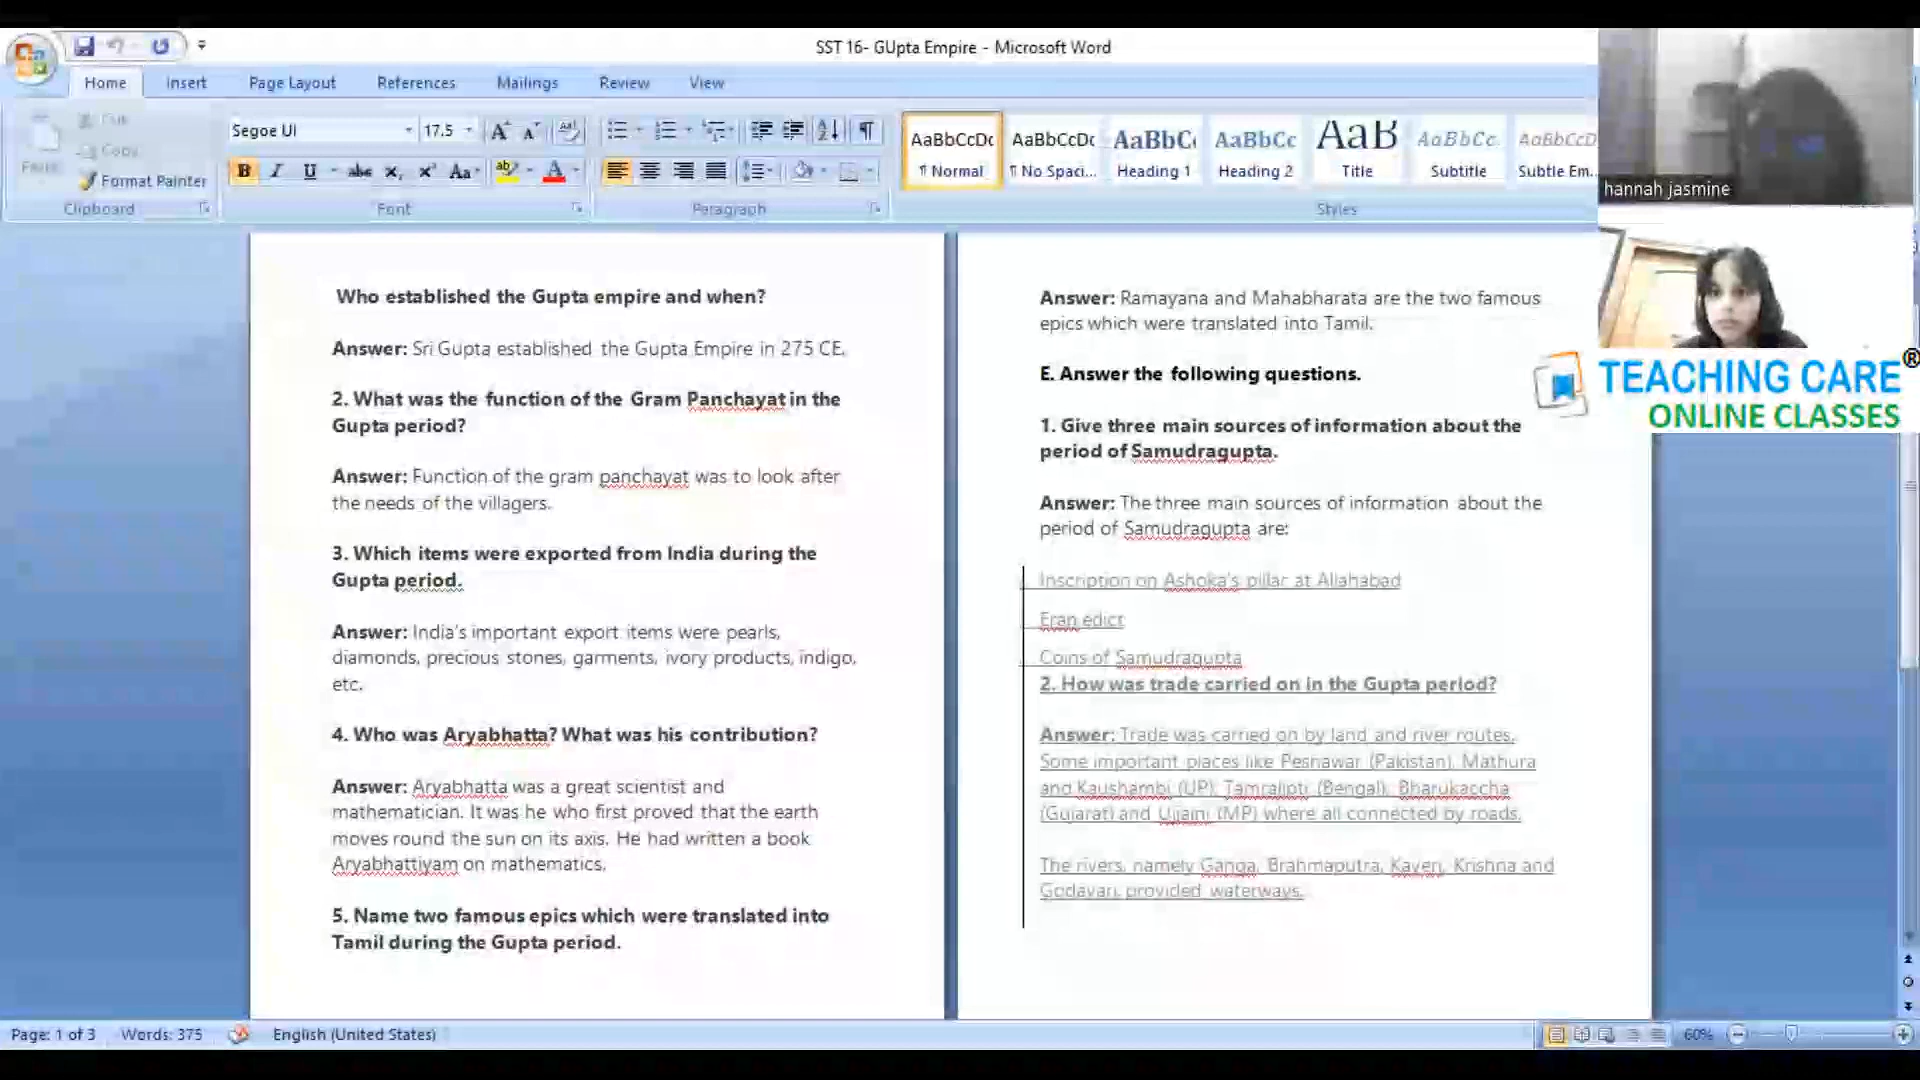 SST 16- GUpta Empire - Microsoft Word
Home Insert Page Layout References Mailings Review View
Cut
Copy
Paste
Format Painter
Clipboard
Segoe UI 17.5
Font
Paragraph
AaBbCcDc AaBbCcDc AaBbC AaBbCc AaB AaBbCc. AaBbCcD
¶ Normal ¶ No Spaci... Heading 1 Heading 2 Title Subtitle Subtle Em...
Styles
hannah jasmine
TEACHING CARE®
ONLINE CLASSES
Who established the Gupta empire and when?
Answer: Sri Gupta established the Gupta Empire in 275 CE.
2. What was the function of the Gram Panchayat in the
Gupta period?
Answer: Function of the gram panchayat was to look after
the needs of the villagers.
3. Which items were exported from India during the
Gupta period.
Answer: India's important export items were pearls,
diamonds, precious stones, garments, ivory products, indigo,
etc.
4. Who was Aryabhatta? What was his contribution?
Answer: Aryabhatta was a great scientist and
mathematician. It was he who first proved that the earth
moves round the sun on its axis. He had written a book
Aryabhattiyam on mathematics.
5. Name two famous epics which were translated into
Tamil during the Gupta period.
Answer: Ramayana and Mahabharata are the two famous
epics which were translated into Tamil.
E. Answer the following questions.
1. Give three main sources of information about the
period of Samudragupta.
Answer: The three main sources of information about the
period of Samudragupta are:
Inscription on Ashoka's pillar at Allahabad
Eran edict
Coins of Samudragupta
2. How was trade carried on in the Gupta period?
Answer: Trade was carried on by land and river routes.
Some important places like Peshawar (Pakistan), Mathura
and Kaushambi (UP), Tamralipti (Bengal), Bharukaccha
(Gujarat) and Ujjaini (MP) where all connected by roads.
The rivers, namely Ganga, Brahmaputra, Kaveri, Krishna and
Godavari, provided waterways.
Page: 1 of 3 Words: 375 English (United States) 60%